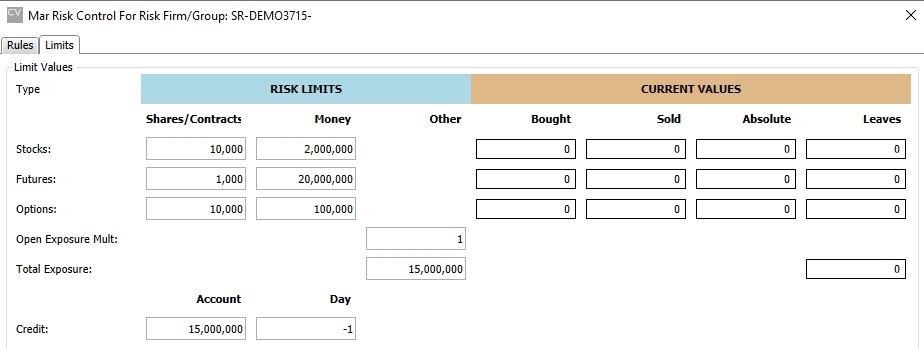 CV Mar Risk Control For Risk Firm/Group: SR-DEMO3715-
Rules Limits
Limit Values
Type RISK LIMITS CURRENT VALUES
Shares/Contracts Money Other Bought Sold Absolute Leaves
Stocks: 10,000 2,000,000 0 0 0 0
Futures: 1,000 20,000,000 0 0 0 0
Options: 10,000 100,000 0 0 0 0
Open Exposure Mult: 1
Total Exposure: 15,000,000 0
Account Day
Credit: 15,000,000 -1